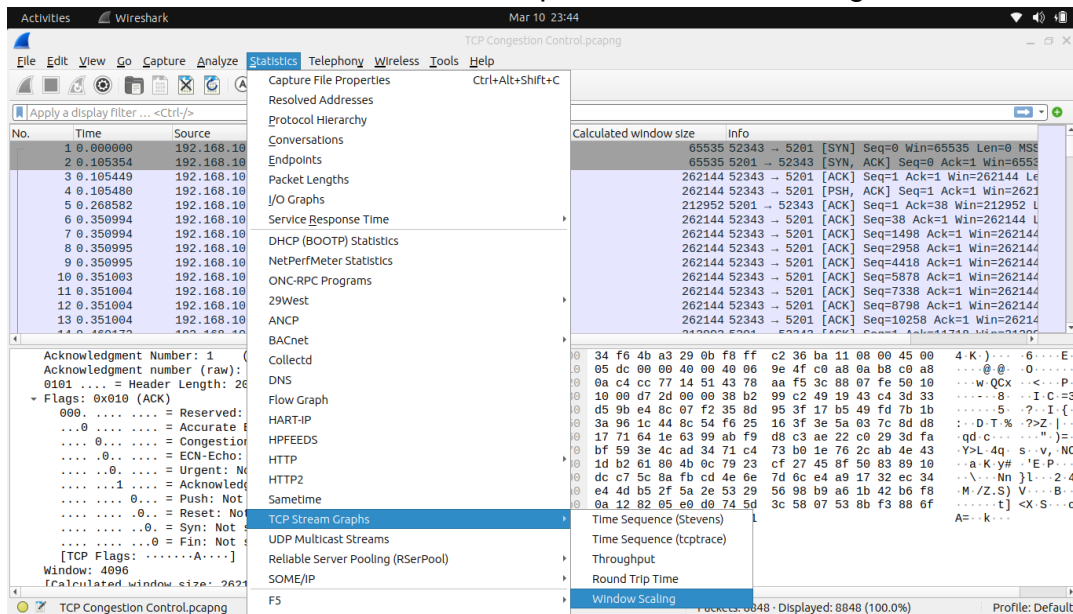 Activities Wireshark Mar 10 23:44
TCP Congestion Control.pcapng
File Edit View Go Capture Analyze Statistics Telephony Wireless Tools Help
Apply a display filter … <Ctrl-/>
No. Time Source Calculated window size Info
1 0.000000 192.168.10 65535 52343 → 5201 [SYN] Seq=0 Win=65535 Len=0 MSS
2 0.105354 192.168.10 65535 5201 → 52343 [SYN, ACK] Seq=0 Ack=1 Win=6553
3 0.105449 192.168.10 262144 52343 → 5201 [ACK] Seq=1 Ack=1 Win=262144 Le
4 0.105480 192.168.10 262144 52343 → 5201 [PSH, ACK] Seq=1 Ack=1 Win=2621
5 0.268582 192.168.10 212952 5201 → 52343 [ACK] Seq=1 Ack=38 Win=212952 L
6 0.350994 192.168.10 262144 52343 → 5201 [ACK] Seq=38 Ack=1 Win=262144 L
7 0.350994 192.168.10 262144 52343 → 5201 [ACK] Seq=1498 Ack=1 Win=262144
8 0.350995 192.168.10 262144 52343 → 5201 [ACK] Seq=2958 Ack=1 Win=262144
9 0.350995 192.168.10 262144 52343 → 5201 [ACK] Seq=4418 Ack=1 Win=262144
10 0.351003 192.168.10 262144 52343 → 5201 [ACK] Seq=5878 Ack=1 Win=262144
11 0.351004 192.168.10 262144 52343 → 5201 [ACK] Seq=7338 Ack=1 Win=262144
12 0.351004 192.168.10 262144 52343 → 5201 [ACK] Seq=8798 Ack=1 Win=262144
13 0.351004 192.168.10 262144 52343 → 5201 [ACK] Seq=10258 Ack=1 Win=26214
Capture File Properties Ctrl+Alt+Shift+C
Resolved Addresses
Protocol Hierarchy
Conversations
Endpoints
Packet Lengths
I/O Graphs
Service Response Time
DHCP (BOOTP) Statistics
NetPerfMeter Statistics
ONC-RPC Programs
29West
ANCP
BACnet
Collectd
DNS
Flow Graph
HART-IP
HPFEEDS
HTTP
HTTP2
Sametime
TCP Stream Graphs
UDP Multicast Streams
Reliable Server Pooling (RSerPool)
SOME/IP
F5
Time Sequence (Stevens)
Time Sequence (tcptrace)
Throughput
Round Trip Time
Window Scaling
Acknowledgment Number: 1 (
Acknowledgment number (raw):
0101 .... = Header Length: 20
Flags: 0x010 (ACK)
000. .... .... = Reserved:
...0 .... .... = Accurate E
.... 0... .... = Congestion
.... .0.. .... = ECN-Echo:
.... ..0. .... = Urgent: No
.... ...1 .... = Acknowledg
.... .... 0... = Push: Not
.... .... .0.. = Reset: Not
.... .... ..0. = Syn: Not s
.... .... ...0 = Fin: Not s
[TCP Flags: ·······A····]
Window: 4096
[Calculated window size: 2621
34 f6 4b a3 29 0b f8 ff c2 36 ba 11 08 00 45 00 4·K·)··· ·6····E·
05 dc 00 00 40 00 40 06 9e 4f c0 a8 0a b8 c0 a8 ····@·@· ·O······
0a c4 cc 77 14 51 43 78 aa f5 3c 88 07 fe 50 10 ···w·QCx ··<···P·
10 00 d7 2d 00 00 38 b2 99 c2 49 19 43 c4 3d 33 ···-··8· ··I·C·=3
d5 9b e4 8c 07 f2 35 8d 95 3f 17 b5 49 fd 7b 1b ······5· ·?··I·{·
3a 96 1c 44 8c 54 f6 25 16 3f 3e 5a 03 7c 8d d8 :··D·T·% ·?>Z·|··
17 71 64 1e 63 99 ab f9 d8 c3 ae 22 c0 29 3d fa ·qd·c··· ···"·)=·
bf 59 3e 4c ad 34 71 c4 73 b0 1e 76 2c ab 4e 43 ·Y>L·4q· s··v,·NC
1d b2 61 80 4b 0c 79 23 cf 27 45 8f 50 83 89 10 ··a·K·y# ·'E·P···
dc c7 5c 8a fb cd 4e 6e 7d 6c e4 a9 17 32 ec 34 ··\···Nn }l···2·4
e4 4d b5 2f 5a 2e 53 29 56 98 b9 a6 1b 42 b6 f8 ·M·/Z.S) V····B··
0a 12 82 05 e0 d0 74 5d 3c 58 07 53 8b f3 88 6f ······t] <X·S···o
A=··k···
TCP Congestion Control.pcapng Packets: 8848 · Displayed: 8848 (100.0%) Profile: Default